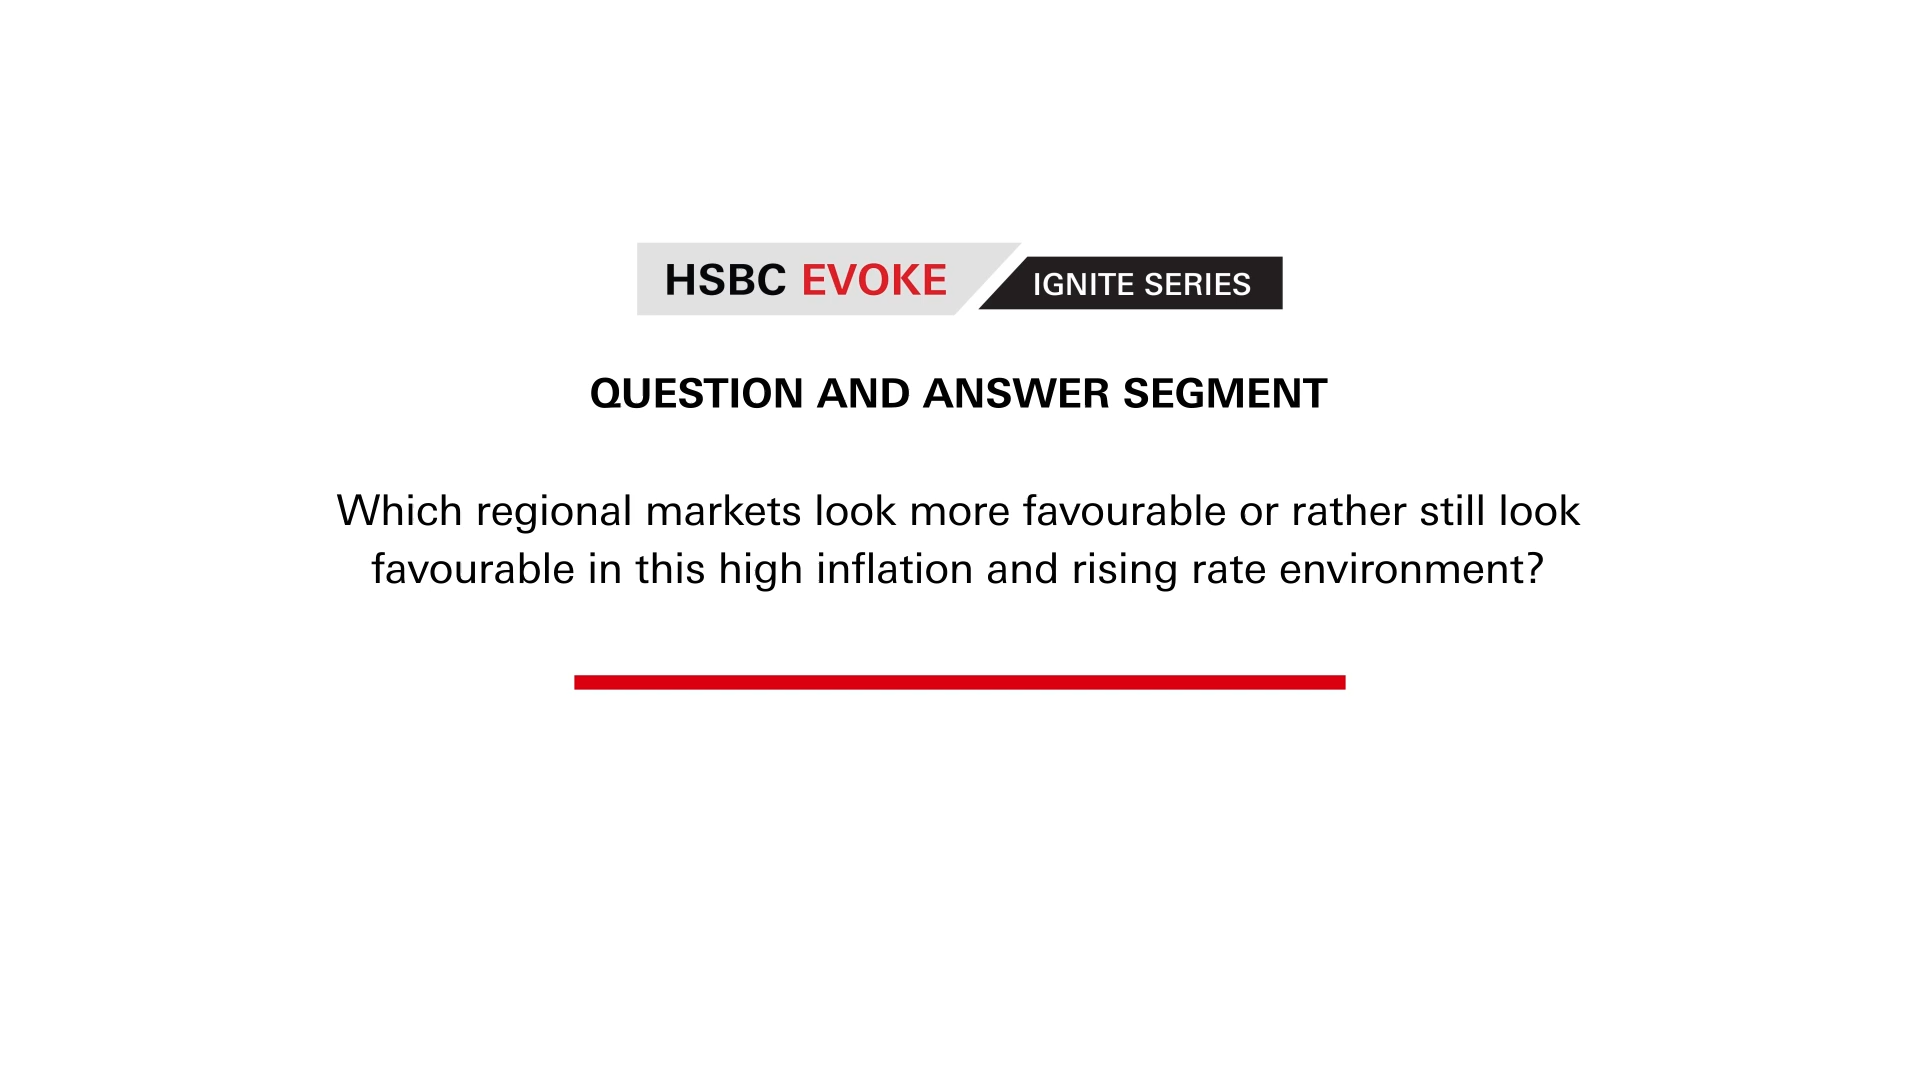 HSBC EVOKE IGNITE SERIES
QUESTION AND ANSWER SEGMENT
Which regional markets look more favourable or rather still look
favourable in this high inflation and rising rate environment?